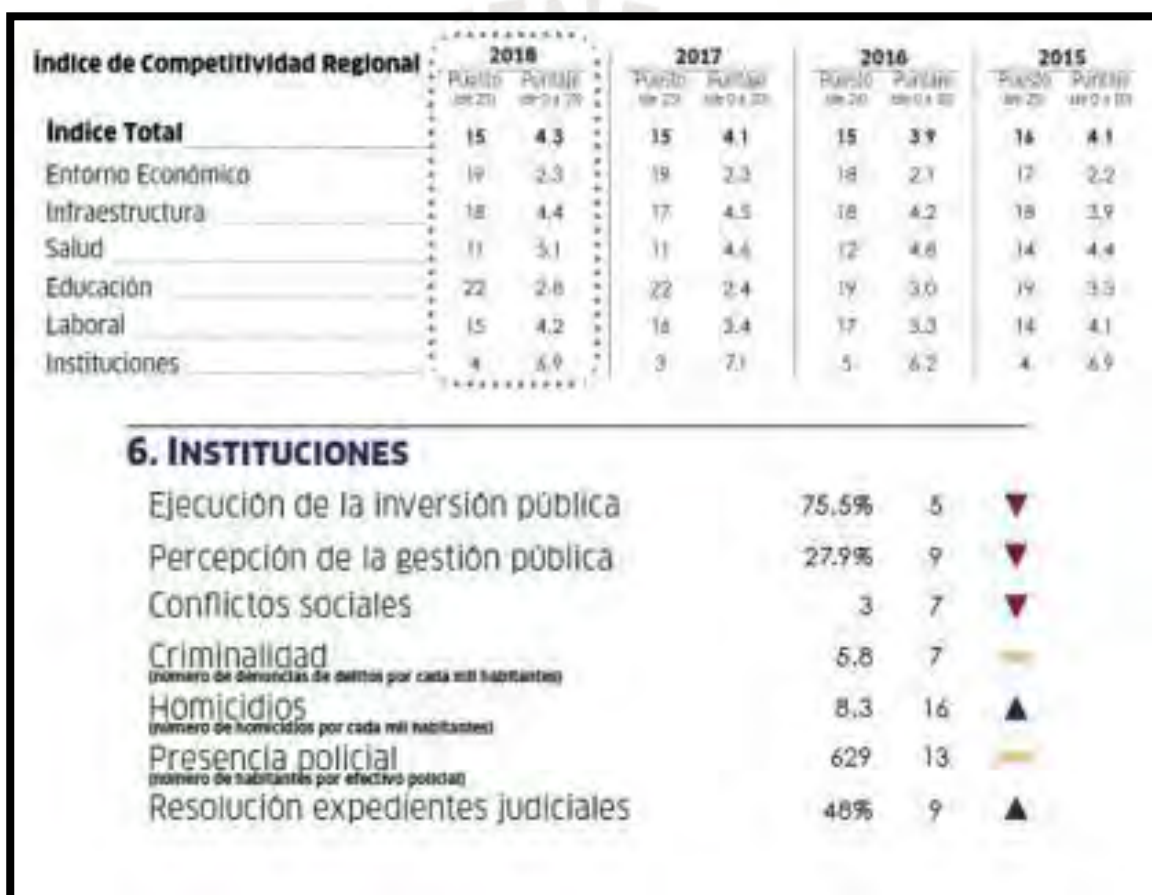 Índice de Competitividad Regional 2018 2017 2016 2015
Puesto Puntaje Puesto Puntaje Puesto Puntaje Puesto Puntaje
Índice Total 15 4.3 15 4.1 15 3.9 16 4.1
Entorno Económico 19 2.3 19 2.3 18 2.1 17 2.2
Infraestructura 18 4.4 17 4.5 18 4.2 18 3.9
Salud 11 5.1 11 4.6 12 4.8 14 4.4
Educación 22 2.8 22 2.4 19 3.0 19 3.3
Laboral 15 4.2 16 3.4 17 3.3 14 4.1
Instituciones 4 6.9 3 7.1 5 6.2 4 6.9
6. INSTITUCIONES
Ejecución de la inversión pública 75.5% 5 ▼
Percepción de la gestión pública 27.9% 9 ▼
Conflictos sociales 3 7 ▼
Criminalidad 5.8 7
(número de denuncias de delitos por cada mil habitantes)
Homicidios 8.3 16 ▲
(número de homicidios por cada mil habitantes)
Presencia policial 629 13
(número de habitantes por efectivo policial)
Resolución expedientes judiciales 48% 9 ▲